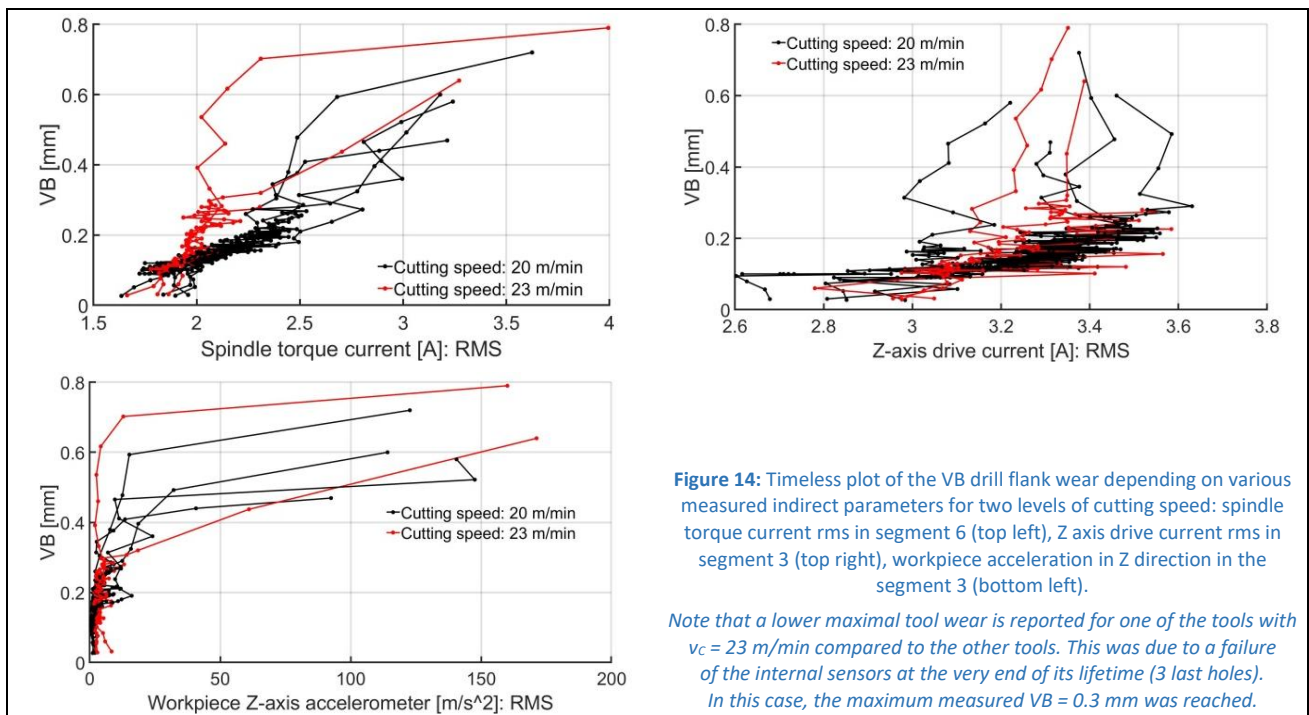 0.8
0.6
0.4
0.2
0
VB [mm]
Cutting speed: 20 m/min
Cutting speed: 23 m/min
1.5 2 2.5 3 3.5 4
Spindle torque current [A]: RMS
0.8
0.6
0.4
0.2
0
VB [mm]
Cutting speed: 20 m/min
Cutting speed: 23 m/min
2.6 2.8 3 3.2 3.4 3.6 3.8
Z-axis drive current [A]: RMS
0.8
0.6
0.4
0.2
0
VB [mm]
Cutting speed: 20 m/min
Cutting speed: 23 m/min
0 50 100 150 200
Workpiece Z-axis accelerometer [m/s^2]: RMS
Figure 14: Timeless plot of the VB drill flank wear depending on various
measured indirect parameters for two levels of cutting speed: spindle
torque current rms in segment 6 (top left), Z axis drive current rms in
segment 3 (top right), workpiece acceleration in Z direction in the
segment 3 (bottom left).
Note that a lower maximal tool wear is reported for one of the tools with
vC = 23 m/min compared to the other tools. This was due to a failure
of the internal sensors at the very end of its lifetime (3 last holes).
In this case, the maximum measured VB = 0.3 mm was reached.